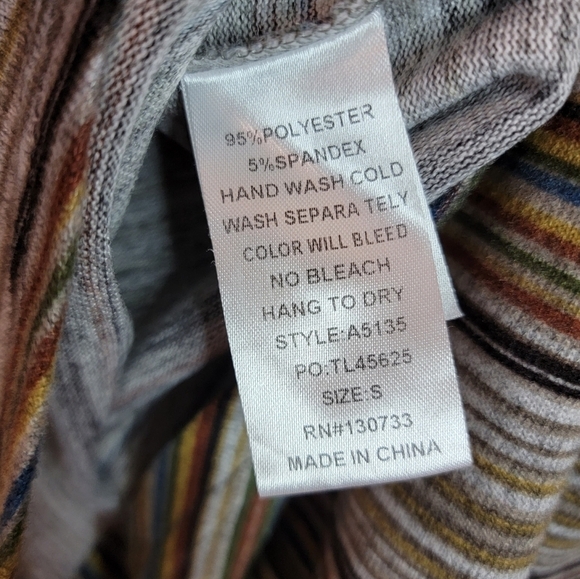 95%POLYESTER
5%SPANDEX
HAND WASH COLD
WASH SEPARA TELY
COLOR WILL BLEED
NO BLEACH
HANG TO DRY
STYLE:A5135
PO:TL45625
SIZE:S
RN#130733
MADE IN CHINA